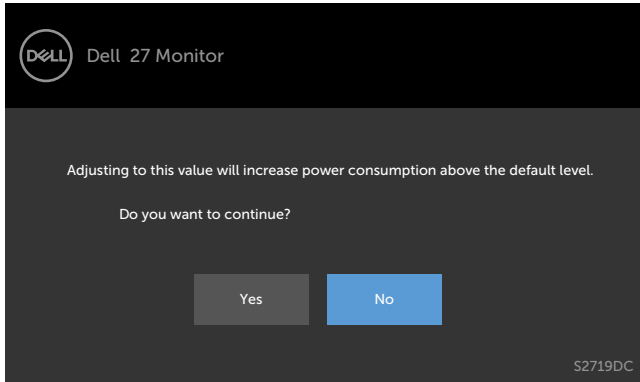 DELL Dell 27 Monitor
Adjusting to this value will increase power consumption above the default level.
Do you want to continue?
Yes No
S2719DC